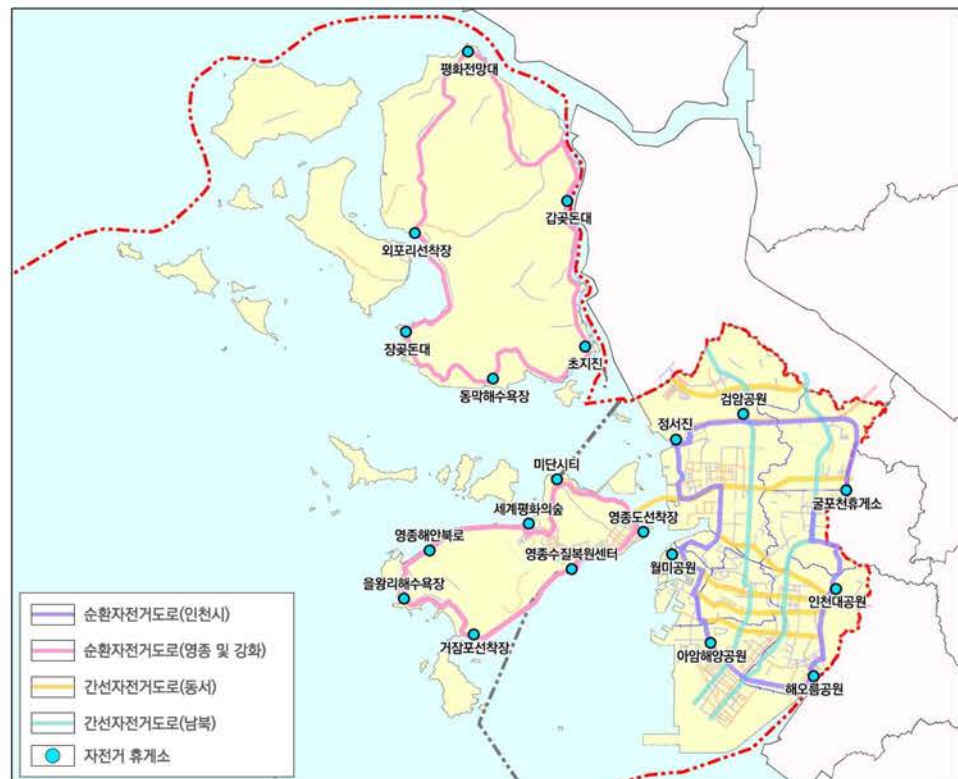 평화전망대
갑곶돈대
외포리선착장
장곶돈대
초지진
동막해수욕장
검암공원
정서진
미단시티
굴포천휴게소
세계평화의숲
영종도선착장
영종해안북로
영종수질복원센터
월미공원
을왕리해수욕장
인천대공원
거잠포선착장
아암해양공원
해오름공원
순환자전거도로(인천시)
순환자전거도로(영종 및 강화)
간선자전거도로(동서)
간선자전거도로(남북)
자전거 휴게소